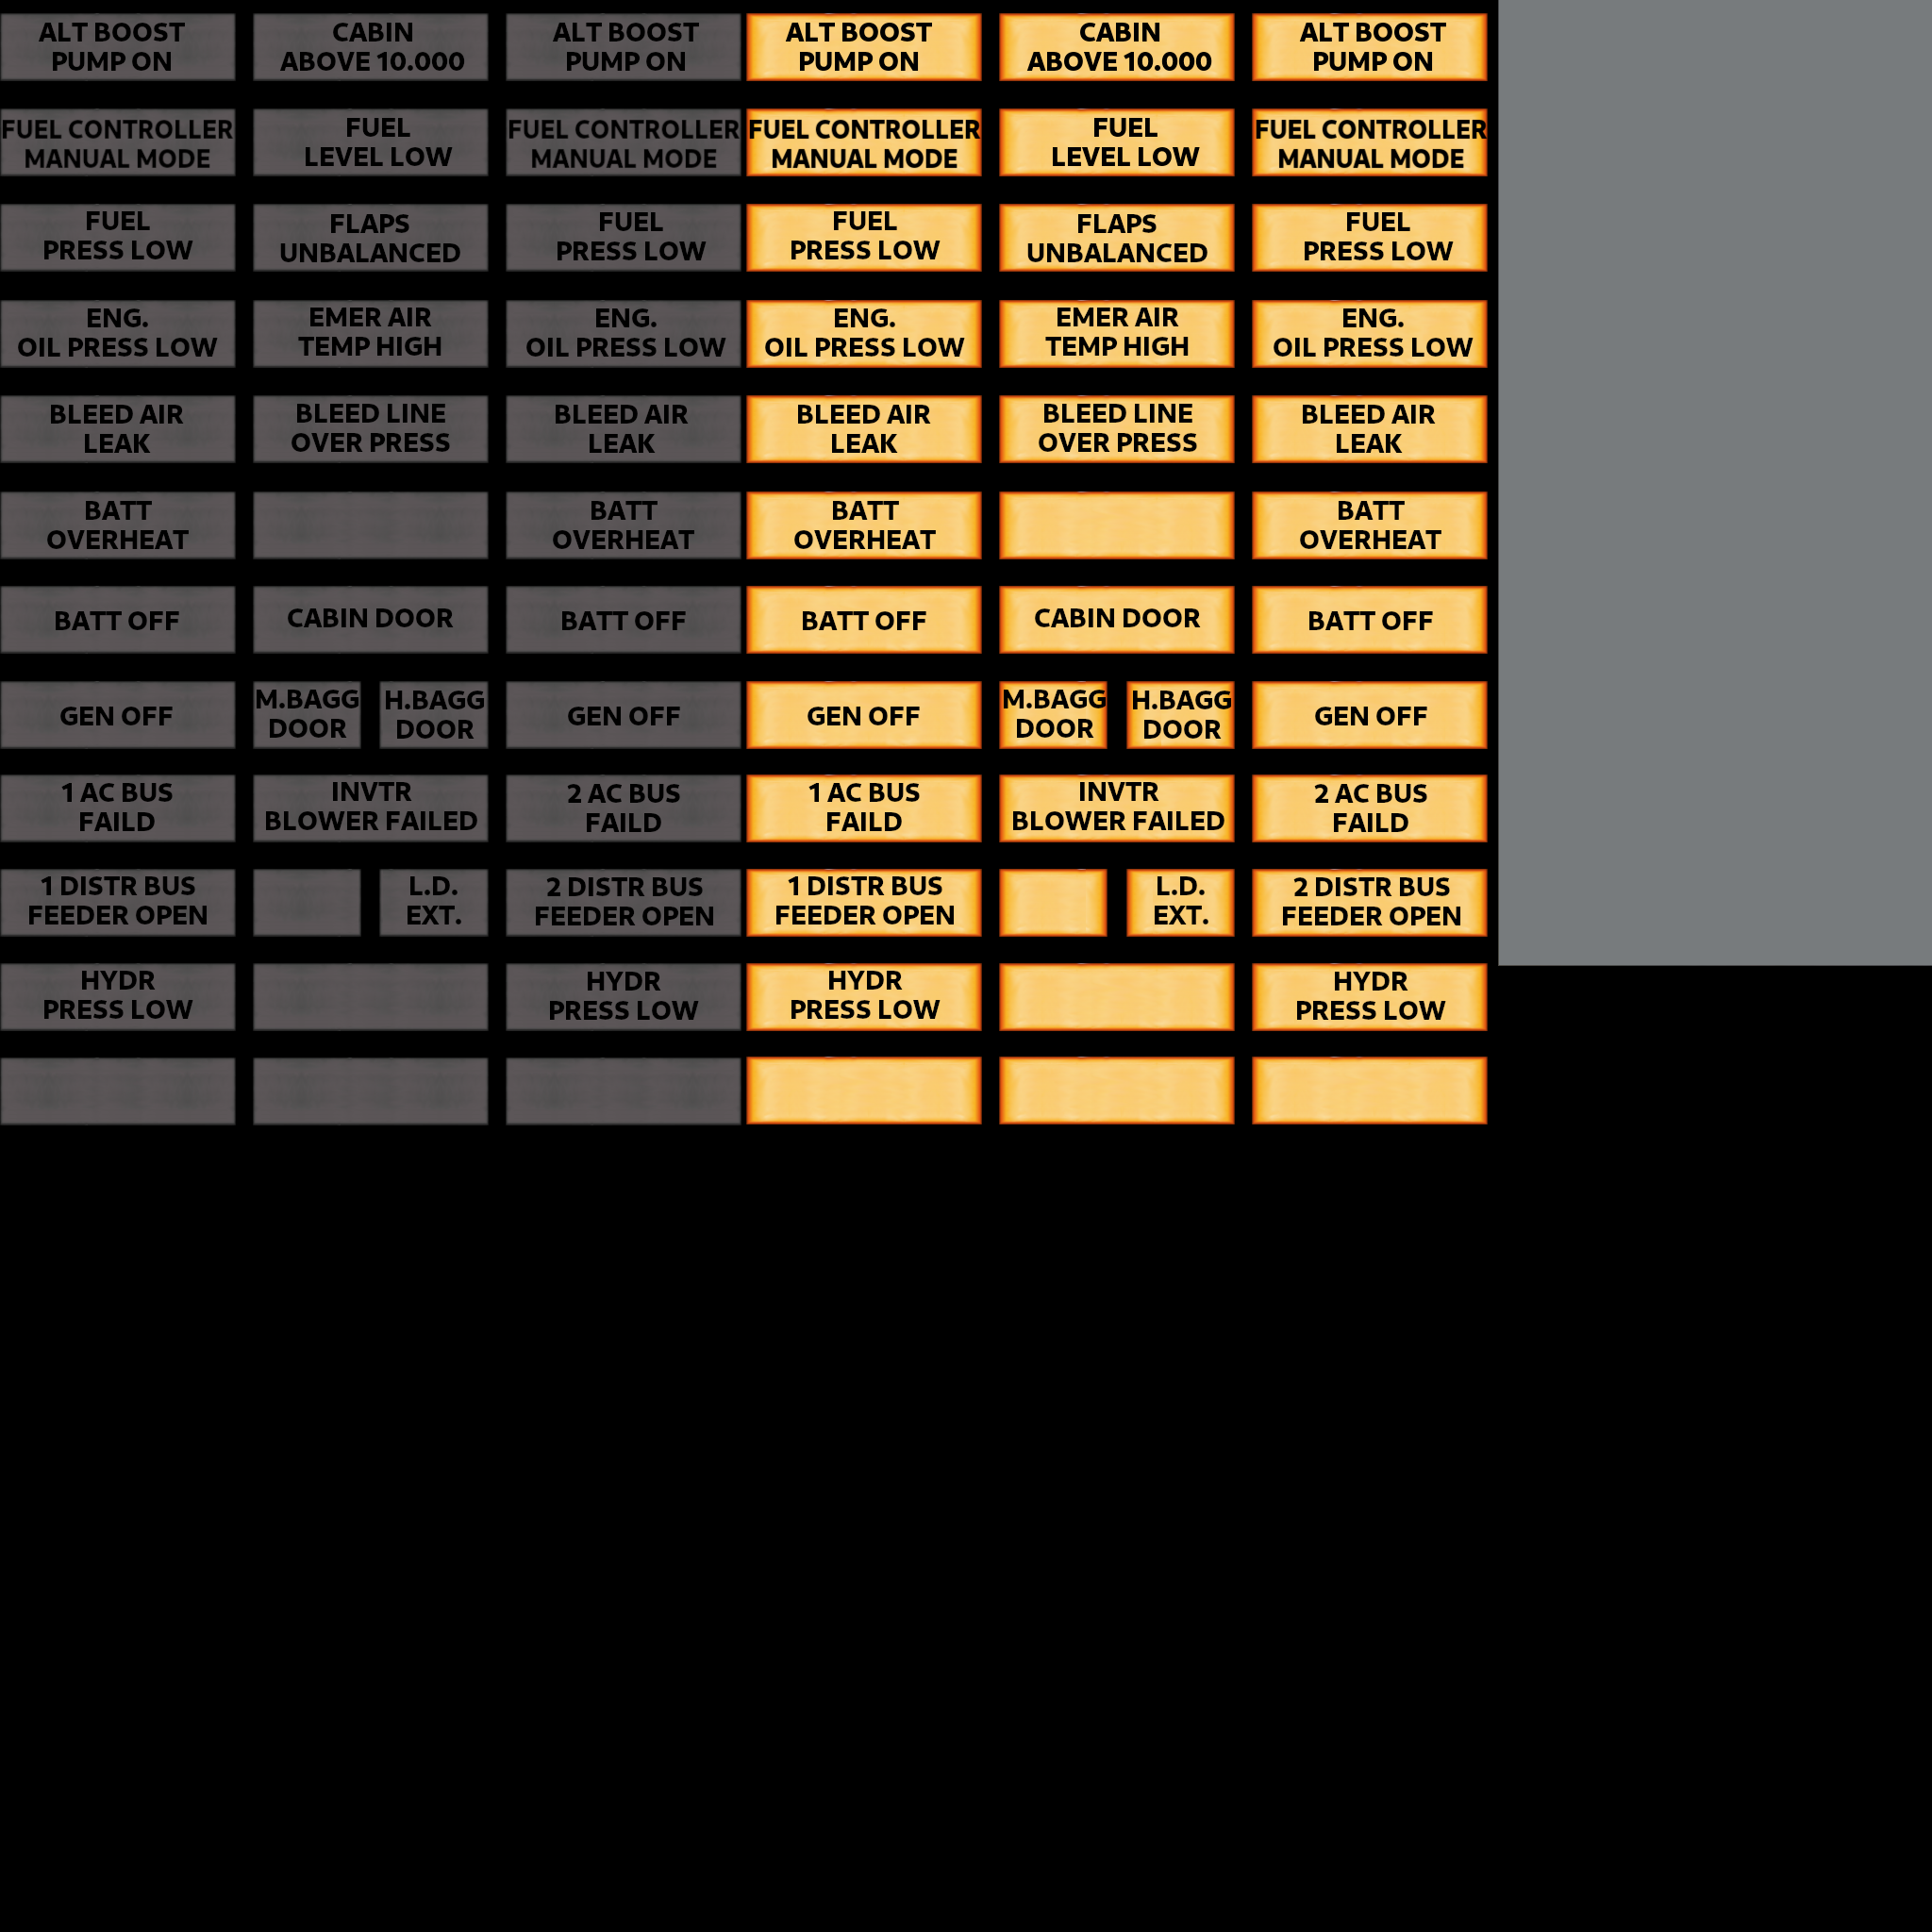 ALT BOOST
PUMP ON
CABIN
ABOVE 10.000
ALT BOOST
PUMP ON
ALT BOOST
PUMP ON
CABIN
ABOVE 10.000
ALT BOOST
PUMP ON
FUEL CONTROLLER
MANUAL MODE
FUEL
LEVEL LOW
FUEL CONTROLLER
MANUAL MODE
FUEL CONTROLLER
MANUAL MODE
FUEL
LEVEL LOW
FUEL CONTROLLER
MANUAL MODE
FUEL
PRESS LOW
FLAPS
UNBALANCED
FUEL
PRESS LOW
FUEL
PRESS LOW
FLAPS
UNBALANCED
FUEL
PRESS LOW
ENG.
OIL PRESS LOW
EMER AIR
TEMP HIGH
ENG.
OIL PRESS LOW
ENG.
OIL PRESS LOW
EMER AIR
TEMP HIGH
ENG.
OIL PRESS LOW
BLEED AIR
LEAK
BLEED LINE
OVER PRESS
BLEED AIR
LEAK
BLEED AIR
LEAK
BLEED LINE
OVER PRESS
BLEED AIR
LEAK
BATT
OVERHEAT
BATT
OVERHEAT
BATT
OVERHEAT
BATT
OVERHEAT
BATT OFF
CABIN DOOR
BATT OFF
BATT OFF
CABIN DOOR
BATT OFF
GEN OFF
M.BAGG
DOOR
H.BAGG
DOOR
GEN OFF
GEN OFF
M.BAGG
DOOR
H.BAGG
DOOR
GEN OFF
1 AC BUS
FAILD
INVTR
BLOWER FAILED
2 AC BUS
FAILD
1 AC BUS
FAILD
INVTR
BLOWER FAILED
2 AC BUS
FAILD
1 DISTR BUS
FEEDER OPEN
L.D.
EXT.
2 DISTR BUS
FEEDER OPEN
1 DISTR BUS
FEEDER OPEN
L.D.
EXT.
2 DISTR BUS
FEEDER OPEN
HYDR
PRESS LOW
HYDR
PRESS LOW
HYDR
PRESS LOW
HYDR
PRESS LOW